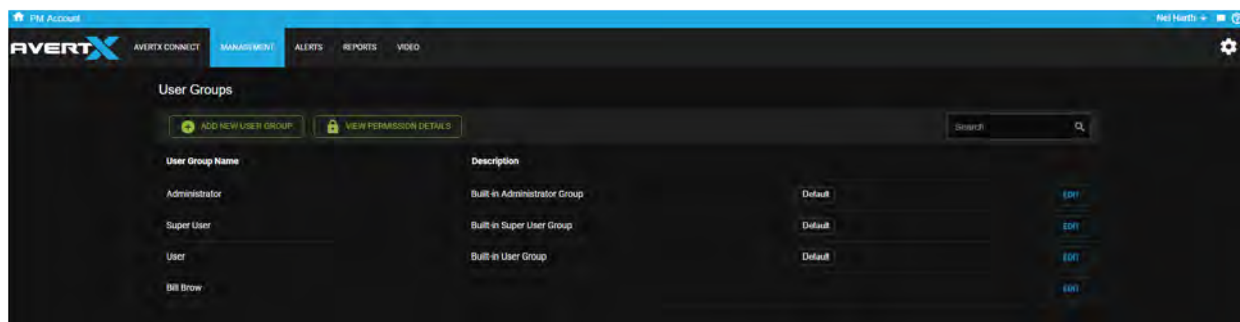 PM Account Nel Harth
AVERTX AVERTX CONNECT MANAGEMENT ALERTS REPORTS VIDEO
User Groups
ADD NEW USER GROUP VIEW PERMISSION DETAILS Search
User Group Name Description
Administrator Built-in Administrator Group Default EDIT
Super User Built-in Super User Group Default EDIT
User Built-in User Group Default EDIT
Bill Brow EDIT